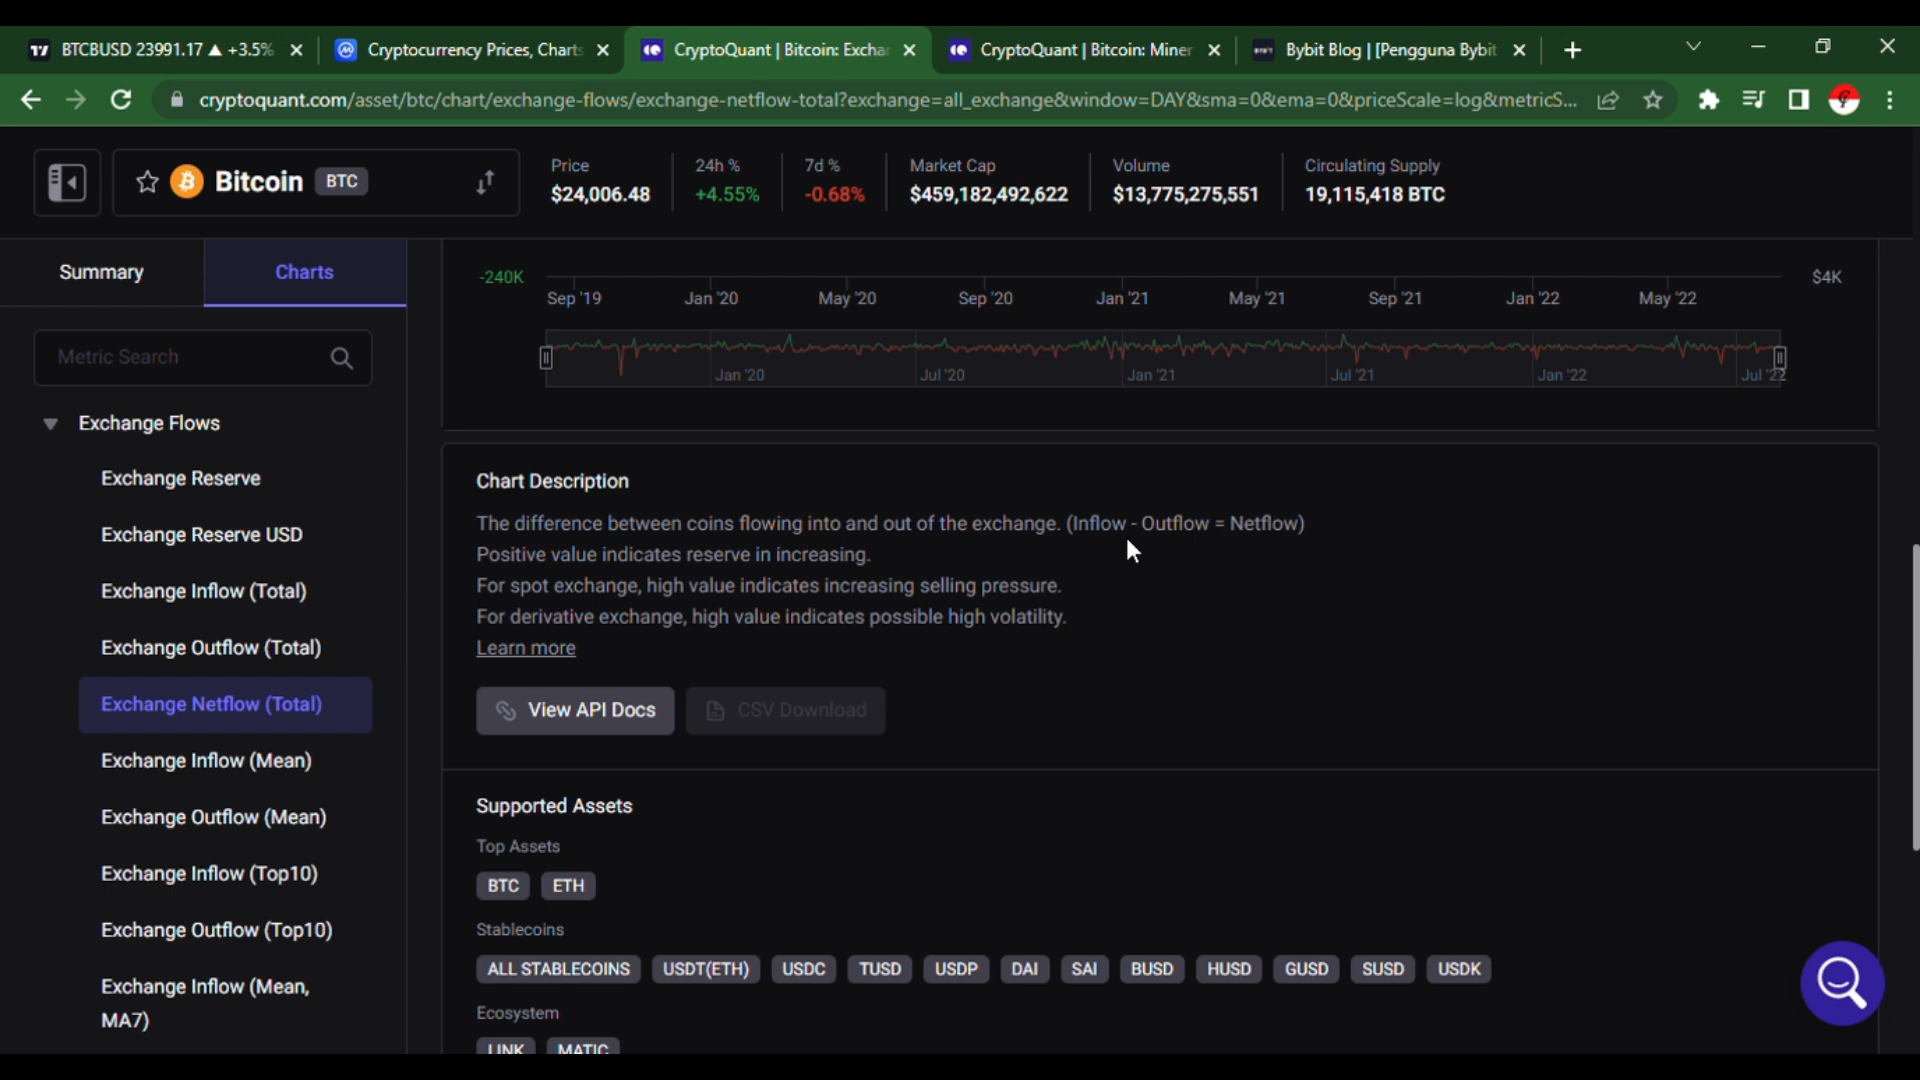 BTCBUSD 23991.17 ▲ +3.5%
Cryptocurrency Prices, Charts
CryptoQuant | Bitcoin: Exchar
CryptoQuant | Bitcoin: Miner
Bybit Blog | [Pengguna Bybit
cryptoquant.com/asset/btc/chart/exchange-flows/exchange-netflow-total?exchange=all_exchange&window=DAY&sma=0&ema=0&priceScale=log&metricS...
Bitcoin BTC
Price
$24,006.48
24h %
+4.55%
7d %
-0.68%
Market Cap
$459,182,492,622
Volume
$13,775,275,551
Circulating Supply
19,115,418 BTC
Summary
Charts
Metric Search
Exchange Flows
Exchange Reserve
Exchange Reserve USD
Exchange Inflow (Total)
Exchange Outflow (Total)
Exchange Netflow (Total)
Exchange Inflow (Mean)
Exchange Outflow (Mean)
Exchange Inflow (Top10)
Exchange Outflow (Top10)
Exchange Inflow (Mean,
MA7)
-240K
$4K
Sep '19 Jan '20 May '20 Sep '20 Jan '21 May '21 Sep '21 Jan '22 May '22
Jan '20 Jul '20 Jan '21 Jul '21 Jan '22 Jul '22
Chart Description
The difference between coins flowing into and out of the exchange. (Inflow - Outflow = Netflow)
Positive value indicates reserve in increasing.
For spot exchange, high value indicates increasing selling pressure.
For derivative exchange, high value indicates possible high volatility.
Learn more
View API Docs
CSV Download
Supported Assets
Top Assets
BTC ETH
Stablecoins
ALL STABLECOINS USDT(ETH) USDC TUSD USDP DAI SAI BUSD HUSD GUSD SUSD USDK
Ecosystem
LINK MATIC